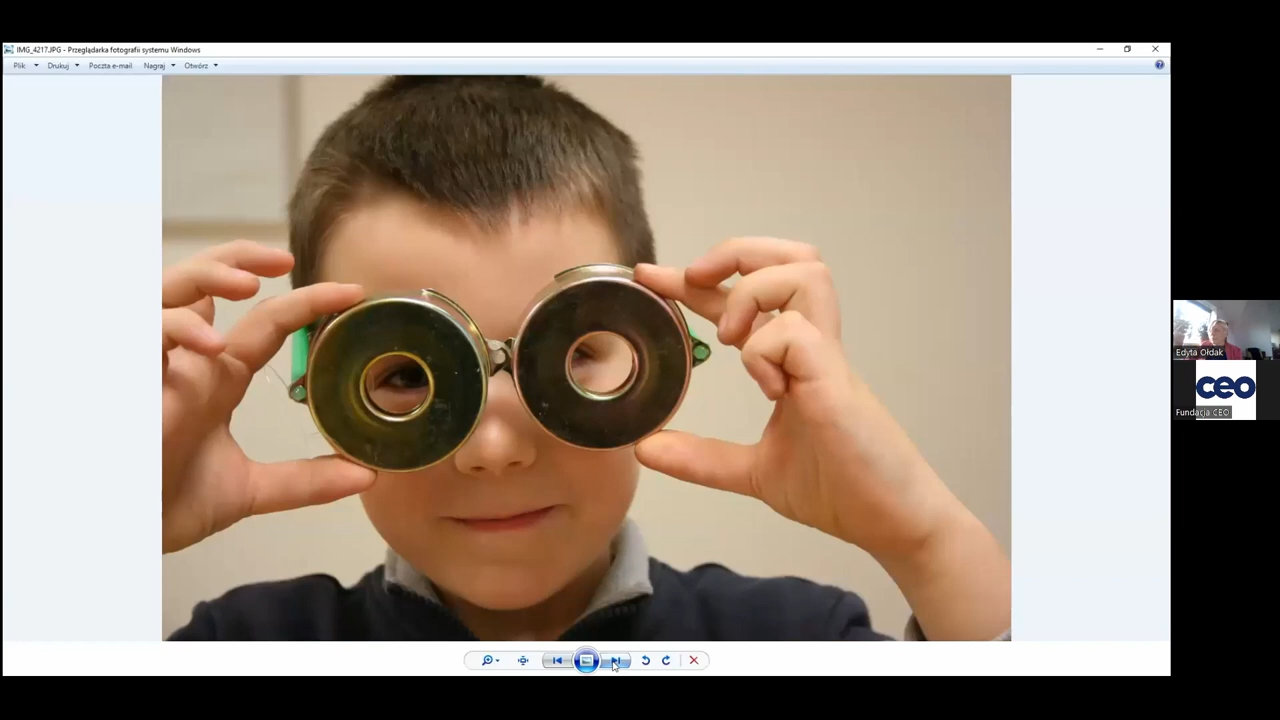 IMG_4217.JPG - Przeglądarka fotografii systemu Windows
Plik Drukuj Poczta e-mail Nagraj Otwórz
Edyta Ołdak
ceo
Fundacja CEO